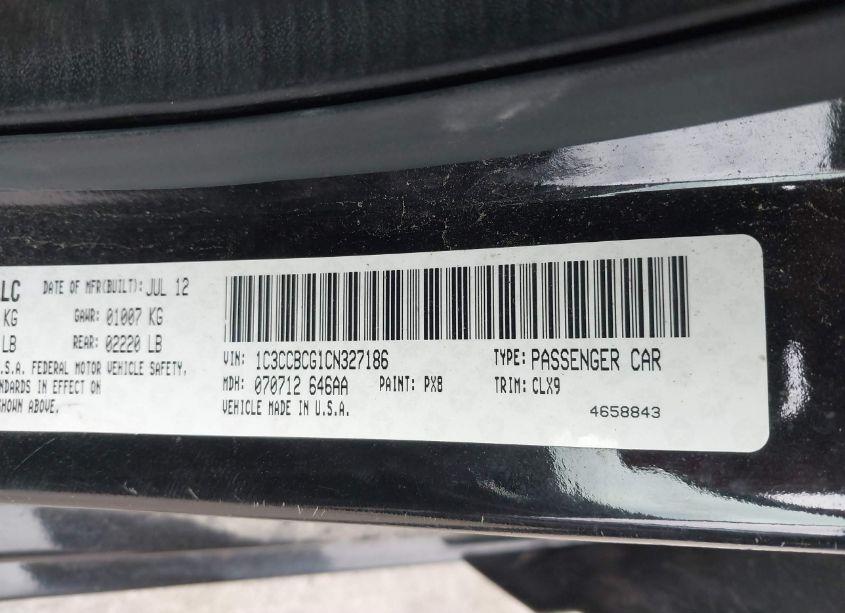 LC DATE OF MFR(BUILT): JUL 12
KG GAWR: 01007 KG
LB REAR: 02220 LB
.S.A. FEDERAL MOTOR VEHICLE SAFETY,
NDARDS IN EFFECT ON
SHOWN ABOVE.
VIN: 1C3CCBCG1CN327186 TYPE: PASSENGER CAR
MDH: 070712 646AA PAINT: PX8 TRIM: CLX9
VEHICLE MADE IN U.S.A. 4658843